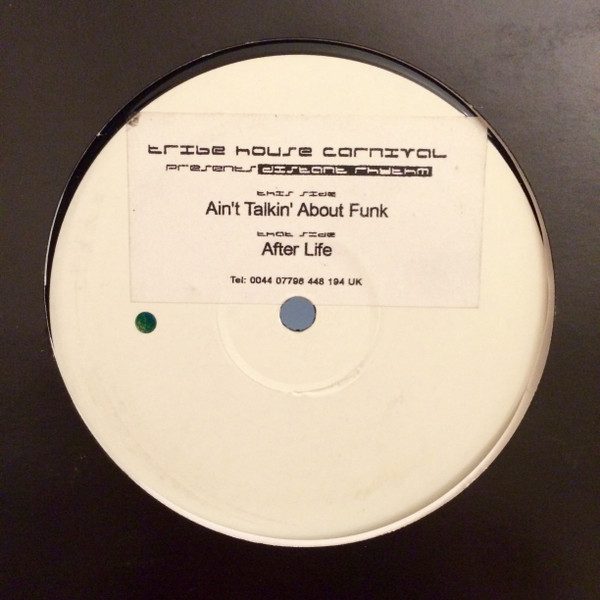 tribe house carnival
presents distant rhythm
this side
Ain't Talkin' About Funk
that side
After Life
Tel: 0044 07798 448 194 UK